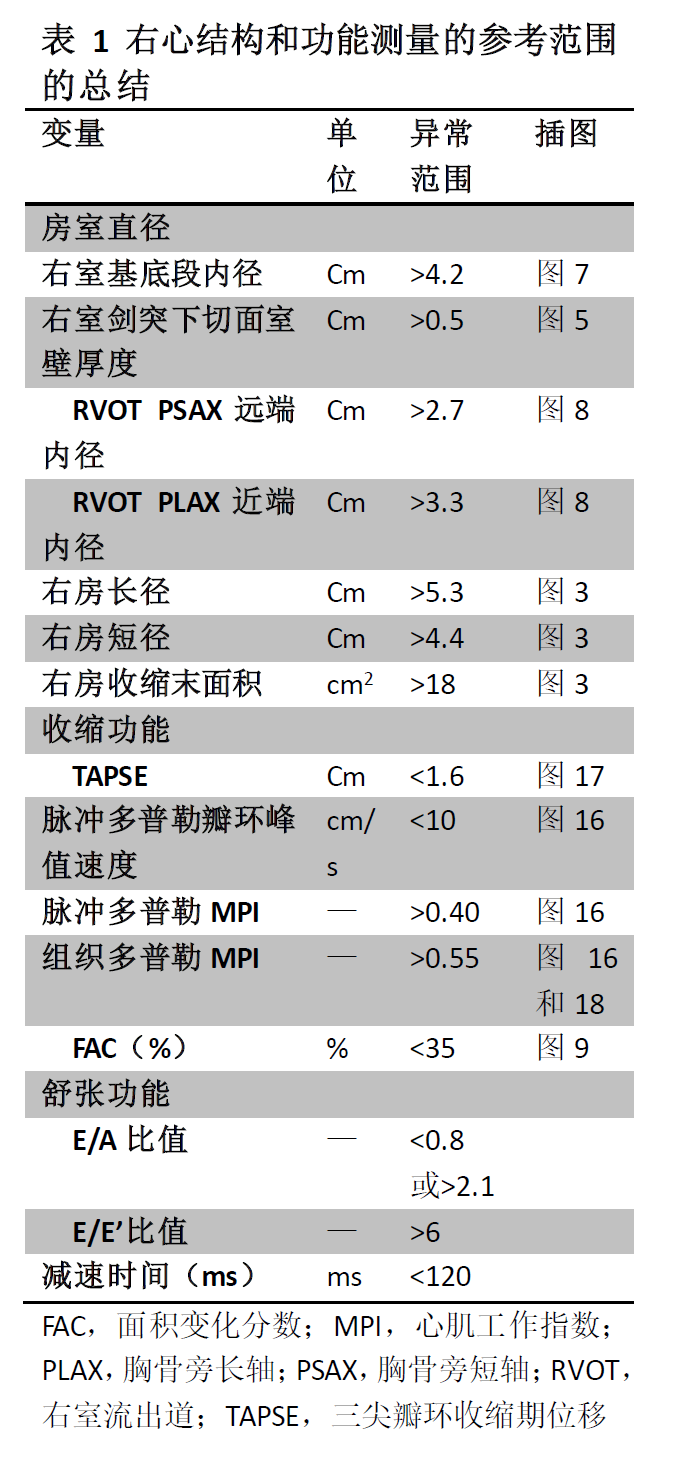 表 1 右心结构和功能测量的参考范围
的总结
变量 单 异常 插图
位 范围
房室直径
右室基底段内径 Cm >4.2 图 7
右室剑突下切面室 Cm >0.5 图 5
壁厚度
RVOT PSAX 远端 Cm >2.7 图 8
内径
RVOT PLAX 近端 Cm >3.3 图 8
内径
右房长径 Cm >5.3 图 3
右房短径 Cm >4.4 图 3
右房收缩末面积 cm² >18 图 3
收缩功能
TAPSE Cm <1.6 图 17
脉冲多普勒瓣环峰 cm/ <10 图 16
值速度 s
脉冲多普勒 MPI — >0.40 图 16
组织多普勒 MPI — >0.55 图 16
和 18
FAC（%） % <35 图 9
舒张功能
E/A 比值 — <0.8
或>2.1
E/E’比值 — >6
减速时间（ms） ms <120
FAC，面积变化分数；MPI，心肌工作指数；
PLAX，胸骨旁长轴；PSAX，胸骨旁短轴；RVOT，
右室流出道；TAPSE，三尖瓣环收缩期位移